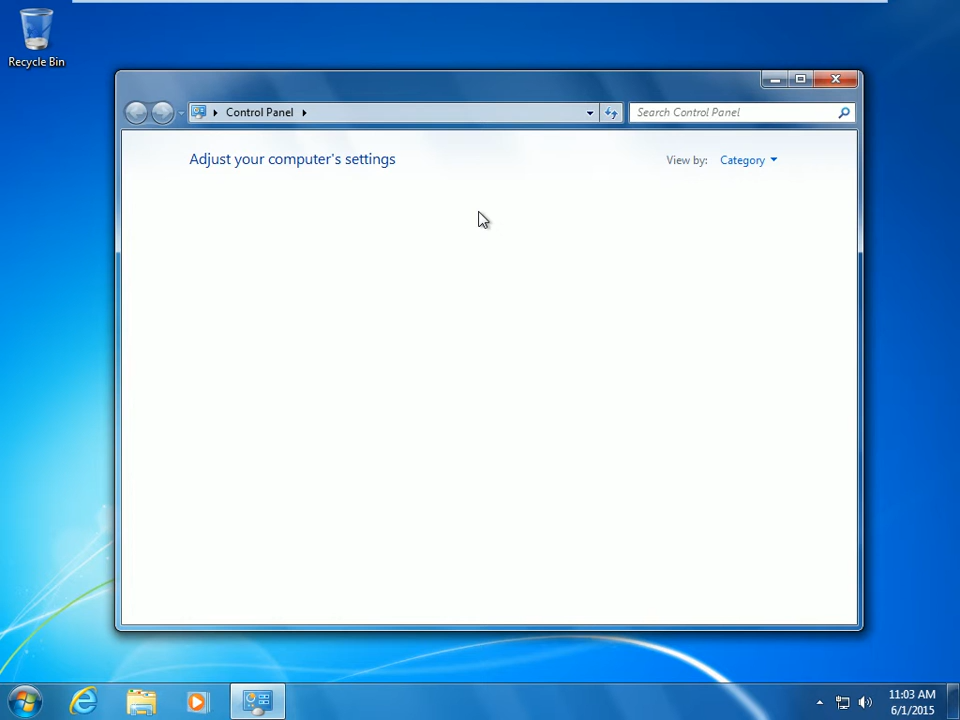 Recycle Bin
Control Panel
Search Control Panel
Adjust your computer's settings
View by: Category
11:03 AM
6/1/2015